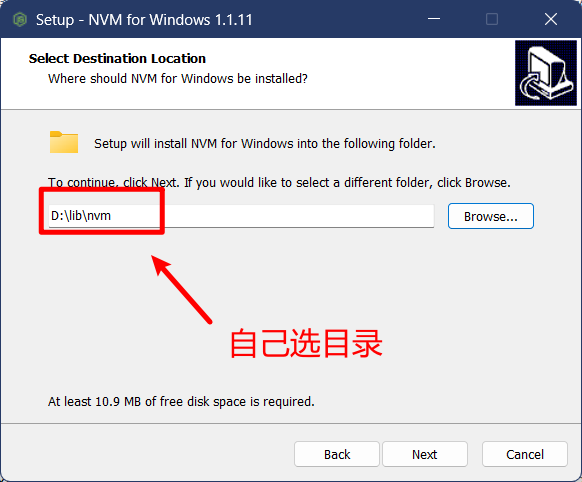 Setup - NVM for Windows 1.1.11
Select Destination Location
Where should NVM for Windows be installed?
Setup will install NVM for Windows into the following folder.
To continue, click Next. If you would like to select a different folder, click Browse.
D:\lib\nvm
Browse...
自己选目录
At least 10.9 MB of free disk space is required.
Back
Next
Cancel